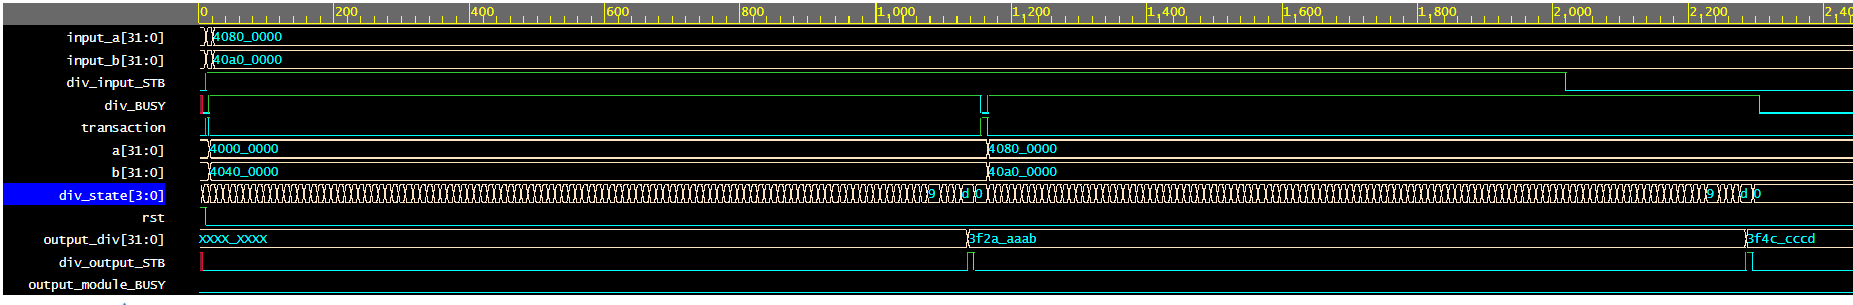 0 200 400 600 800 1,000 1,200 1,400 1,600 1,800 2,000 2,200 2,4
input_a[31:0] 4080_0000
input_b[31:0] 40a0_0000
div_input_STB
div_BUSY
transaction
a[31:0] 4000_0000 4080_0000
b[31:0] 4040_0000 40a0_0000
div_state[3:0] 9 d 0 9 d 0
rst
output_div[31:0] XXXX_XXXX 3f2a_aaab 3f4c_cccd
div_output_STB
output_module_BUSY